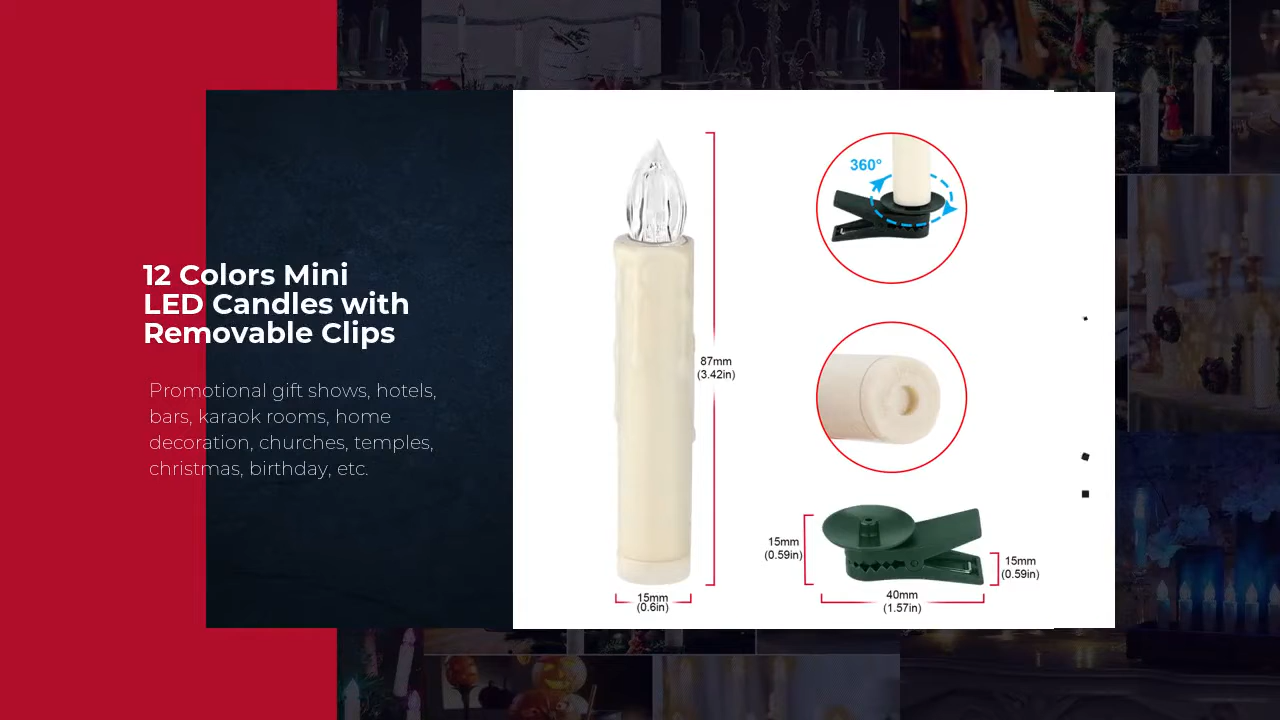 12 Colors Mini
LED Candles with
Removable Clips
Promotional gift shows, hotels,
bars, karaok rooms, home
decoration, churches, temples,
christmas, birthday, etc.
87mm
(3.42in)
15mm
(0.6in)
360°
15mm
(0.59in)
15mm
(0.59in)
40mm
(1.57in)